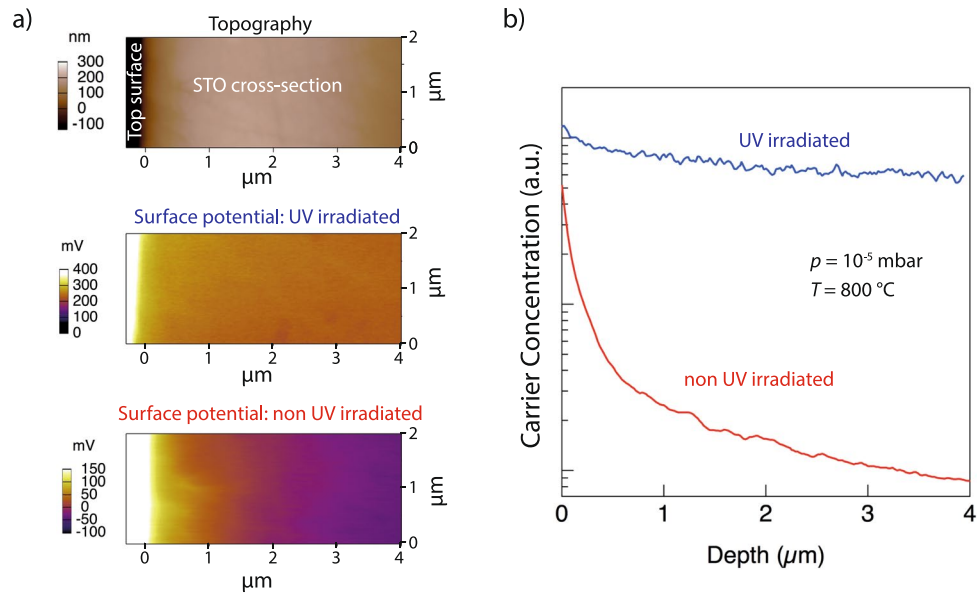 a)
Topography
nm
300
200
100
0
-100
Top surface
STO cross-section
2
1
0
μm
0 1 2 3 4
μm
Surface potential: UV irradiated
mV
400
300
200
100
0
2
1
0
μm
0 1 2 3 4
μm
Surface potential: non UV irradiated
mV
150
100
50
0
-50
-100
2
1
0
μm
0 1 2 3 4
μm
b)
Carrier Concentration (a.u.)
UV irradiated
p = 10⁻⁵ mbar
T = 800 °C
non UV irradiated
0 1 2 3 4
Depth (μm)